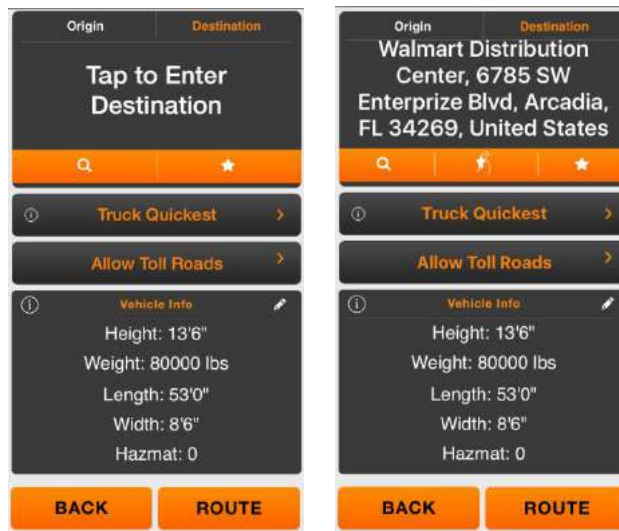 Origin Destination
Tap to Enter
Destination
Truck Quickest
Allow Toll Roads
Vehicle Info
Height: 13'6"
Weight: 80000 lbs
Length: 53'0"
Width: 8'6"
Hazmat: 0
BACK ROUTE
Origin Destination
Walmart Distribution
Center, 6785 SW
Enterprize Blvd, Arcadia,
FL 34269, United States
Truck Quickest
Allow Toll Roads
Vehicle Info
Height: 13'6"
Weight: 80000 lbs
Length: 53'0"
Width: 8'6"
Hazmat: 0
BACK ROUTE